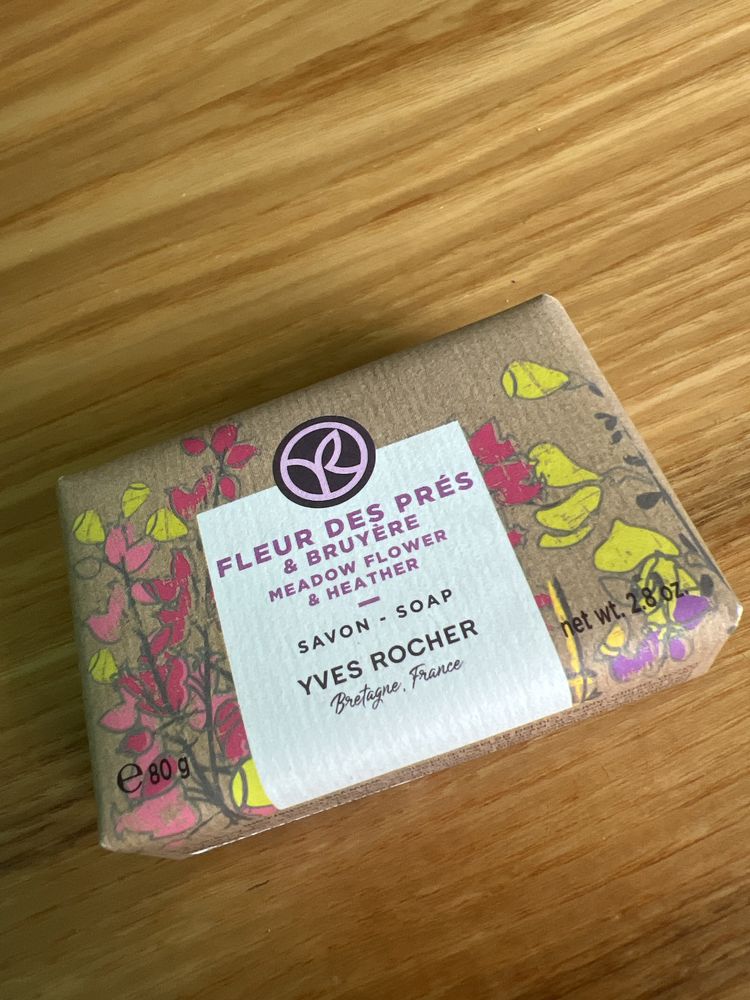 FLEUR DES PRÉS
& BRUYÈRE
MEADOW FLOWER
& HEATHER
SAVON - SOAP
YVES ROCHER
Bretagne, France
net wt. 2.8 oz.
℮ 80 g